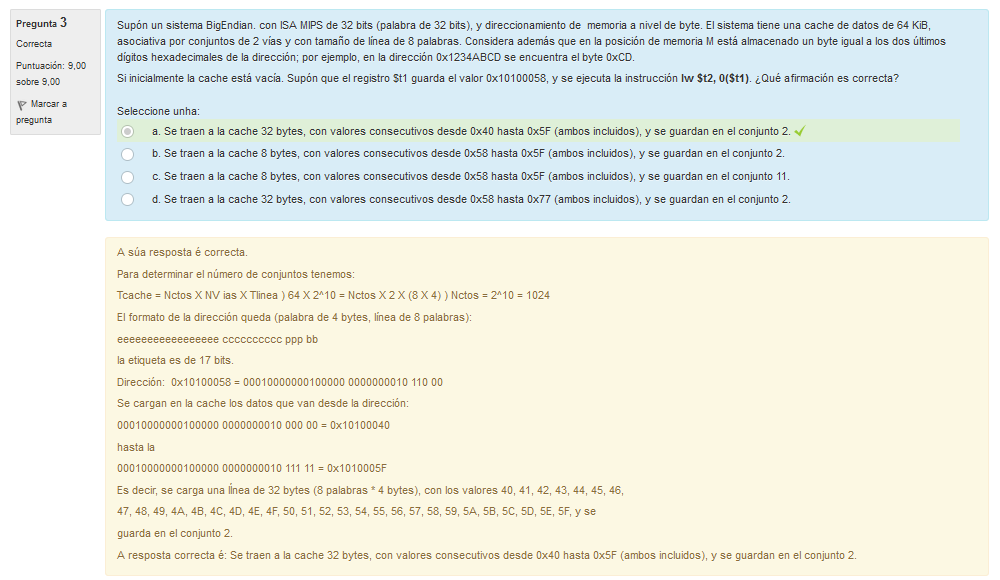 Pregunta 3
Correcta
Puntuación: 9,00
sobre 9,00
Marcar a
pregunta
Supón un sistema BigEndian. con ISA MIPS de 32 bits (palabra de 32 bits), y direccionamiento de memoria a nivel de byte. El sistema tiene una cache de datos de 64 KiB,
asociativa por conjuntos de 2 vías y con tamaño de línea de 8 palabras. Considera además que en la posición de memoria M está almacenado un byte igual a los dos últimos
dígitos hexadecimales de la dirección; por ejemplo, en la dirección 0x1234ABCD se encuentra el byte 0xCD.
Si inicialmente la cache está vacía. Supón que el registro $t1 guarda el valor 0x10100058, y se ejecuta la instrucción lw $t2, 0($t1). ¿Qué afirmación es correcta?
Seleccione unha:
a. Se traen a la cache 32 bytes, con valores consecutivos desde 0x40 hasta 0x5F (ambos incluidos), y se guardan en el conjunto 2.
b. Se traen a la cache 8 bytes, con valores consecutivos desde 0x58 hasta 0x5F (ambos incluidos), y se guardan en el conjunto 2.
c. Se traen a la cache 8 bytes, con valores consecutivos desde 0x58 hasta 0x5F (ambos incluidos), y se guardan en el conjunto 11.
d. Se traen a la cache 32 bytes, con valores consecutivos desde 0x58 hasta 0x77 (ambos incluidos), y se guardan en el conjunto 2.
A súa resposta é correcta.
Para determinar el número de conjuntos tenemos:
Tcache = Nctos X NV ias X Tlinea ) 64 X 2^10 = Nctos X 2 X (8 X 4) ) Nctos = 2^10 = 1024
El formato de la dirección queda (palabra de 4 bytes, línea de 8 palabras):
eeeeeeeeeeeeeeeee cccccccccc ppp bb
la etiqueta es de 17 bits.
Dirección: 0x10100058 = 00010000000100000 0000000010 110 00
Se cargan en la cache los datos que van desde la dirección:
00010000000100000 0000000010 000 00 = 0x10100040
hasta la
00010000000100000 0000000010 111 11 = 0x1010005F
Es decir, se carga una línea de 32 bytes (8 palabras * 4 bytes), con los valores 40, 41, 42, 43, 44, 45, 46,
47, 48, 49, 4A, 4B, 4C, 4D, 4E, 4F, 50, 51, 52, 53, 54, 55, 56, 57, 58, 59, 5A, 5B, 5C, 5D, 5E, 5F, y se
guarda en el conjunto 2.
A resposta correcta é: Se traen a la cache 32 bytes, con valores consecutivos desde 0x40 hasta 0x5F (ambos incluidos), y se guardan en el conjunto 2.